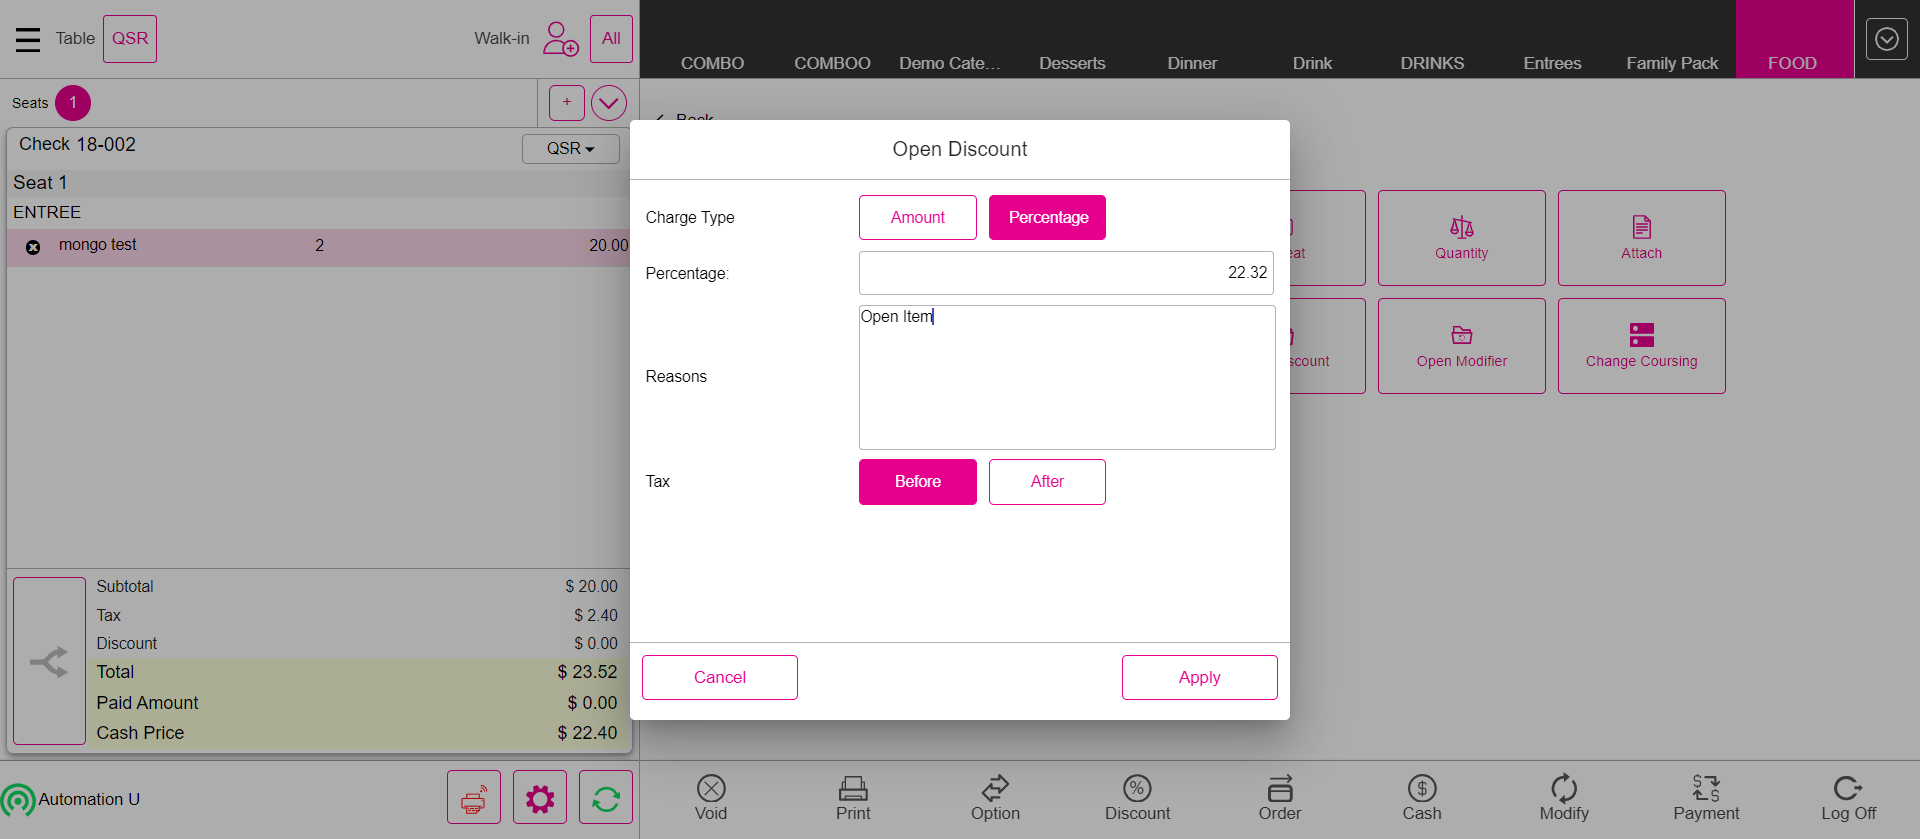 Table QSR Walk-in All
COMBO COMBOO Demo Cate... Desserts Dinner Drink DRINKS Entrees Family Pack FOOD
Seats 1 +
Back
Check 18-002 QSR
Seat 1
ENTREE
mongo test 2 20.00
Subtotal $ 20.00
Tax $ 2.40
Discount $ 0.00
Total $ 23.52
Paid Amount $ 0.00
Cash Price $ 22.40
Automation U
Open Discount
Charge Type Amount Percentage
Percentage: 22.32
Reasons Open Item
Tax Before After
Cancel Apply
eat Quantity Attach
scount Open Modifier Change Coursing
Void Print Option Discount Order Cash Modify Payment Log Off